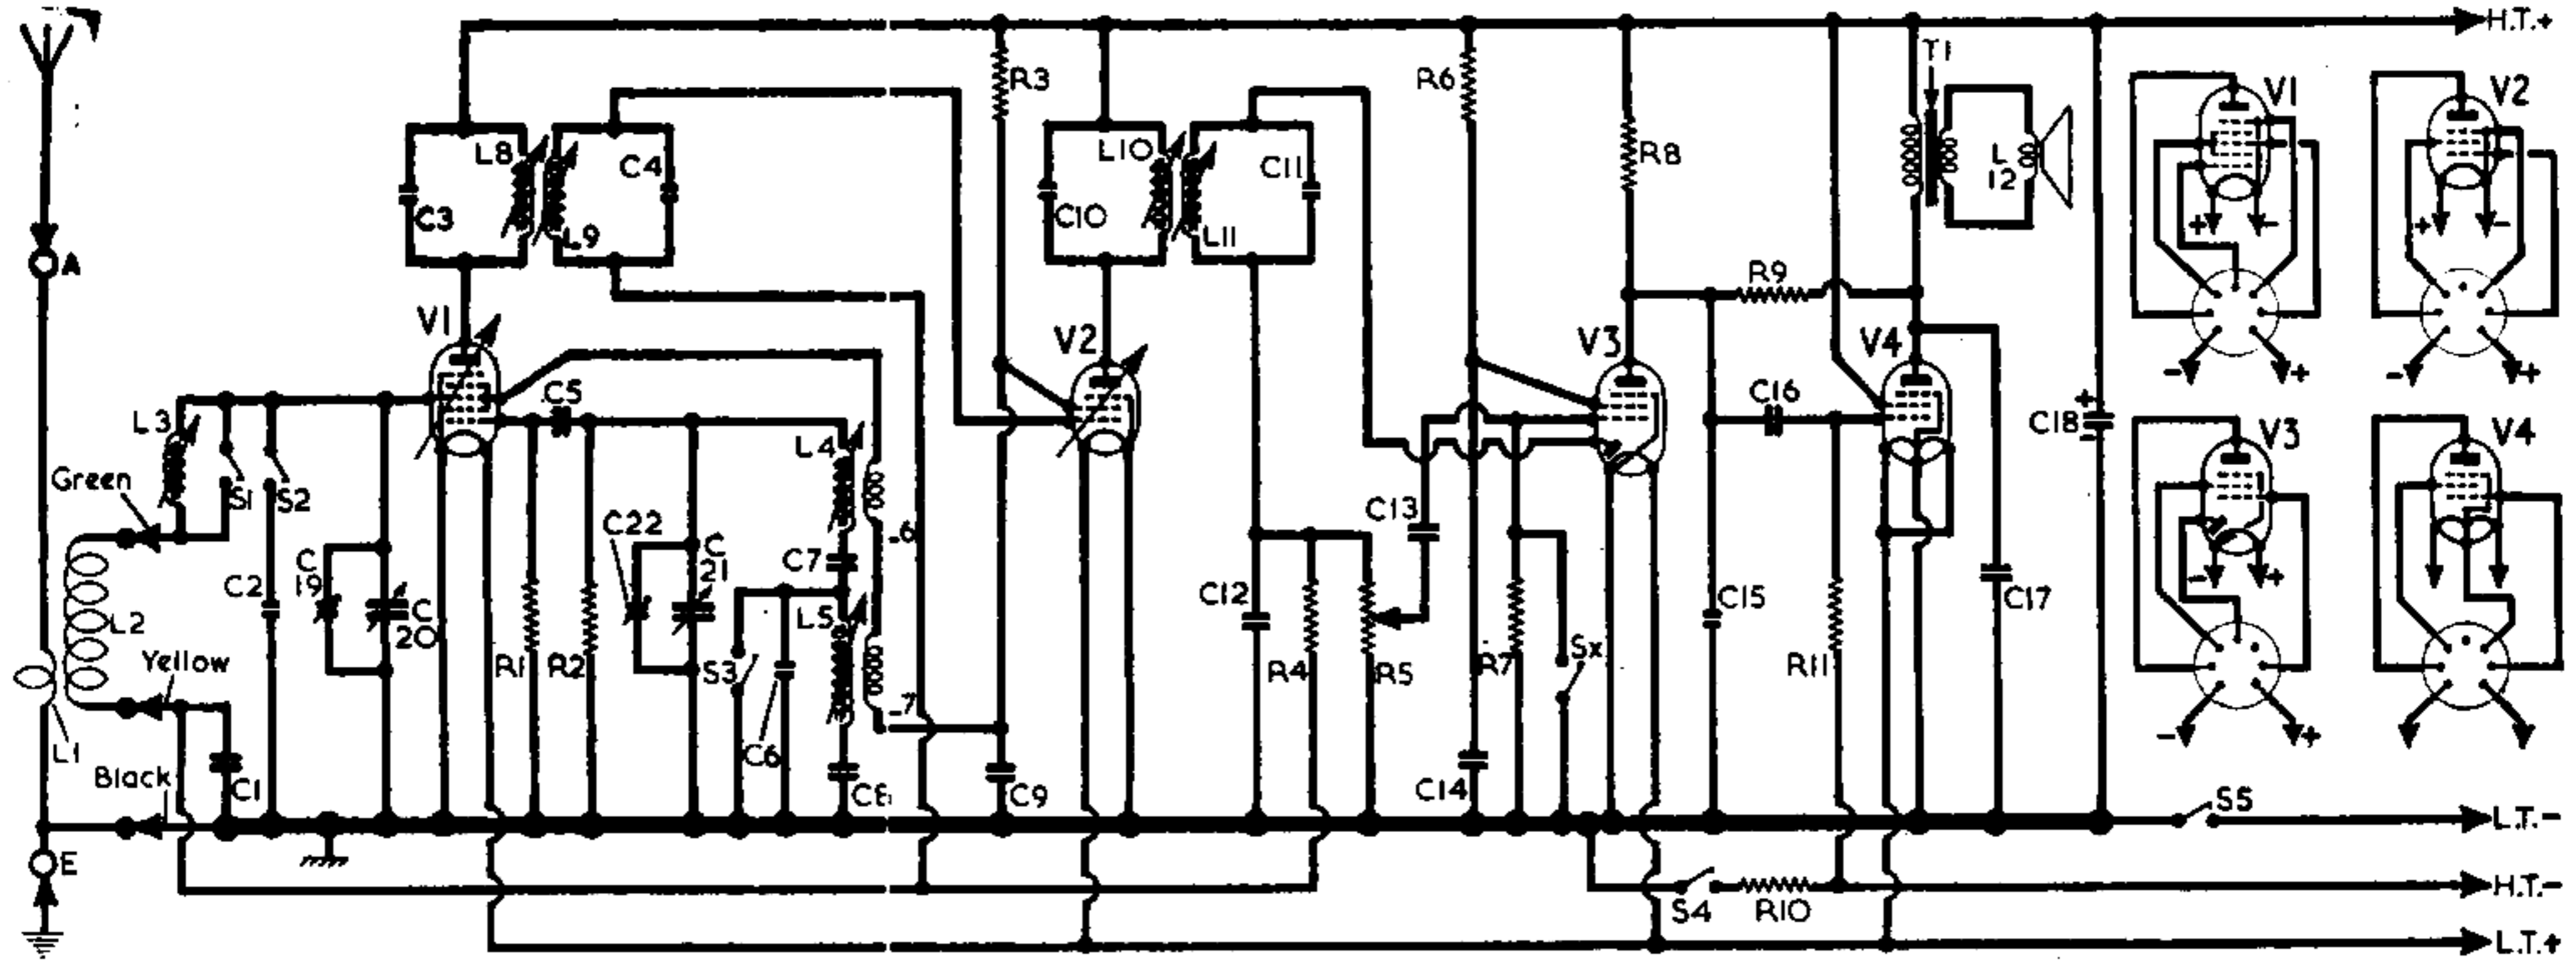 H.T.+
T1
R3
R6
V1
V2
L8
C4
L10
C11
R8
L
12
C3
L9
C10
L11
+
-
+
-
A
R9
V1
V2
V3
V4
-
+
-
+
C5
C16
+
C18
-
V3
V4
L3
L4
Green
S1
S2
C22
C
21
C13
-
+
C
19
C7
_6
C2
C
20
L5
C12
C15
C17
L2
Yellow
R1
R2
S3
R4
R5
R7
Sx
R11
_7
L1
C6
-
+
Black
C1
C8
C9
C14
S5
L.T.-
E
S4
R10
H.T.-
L.T.+